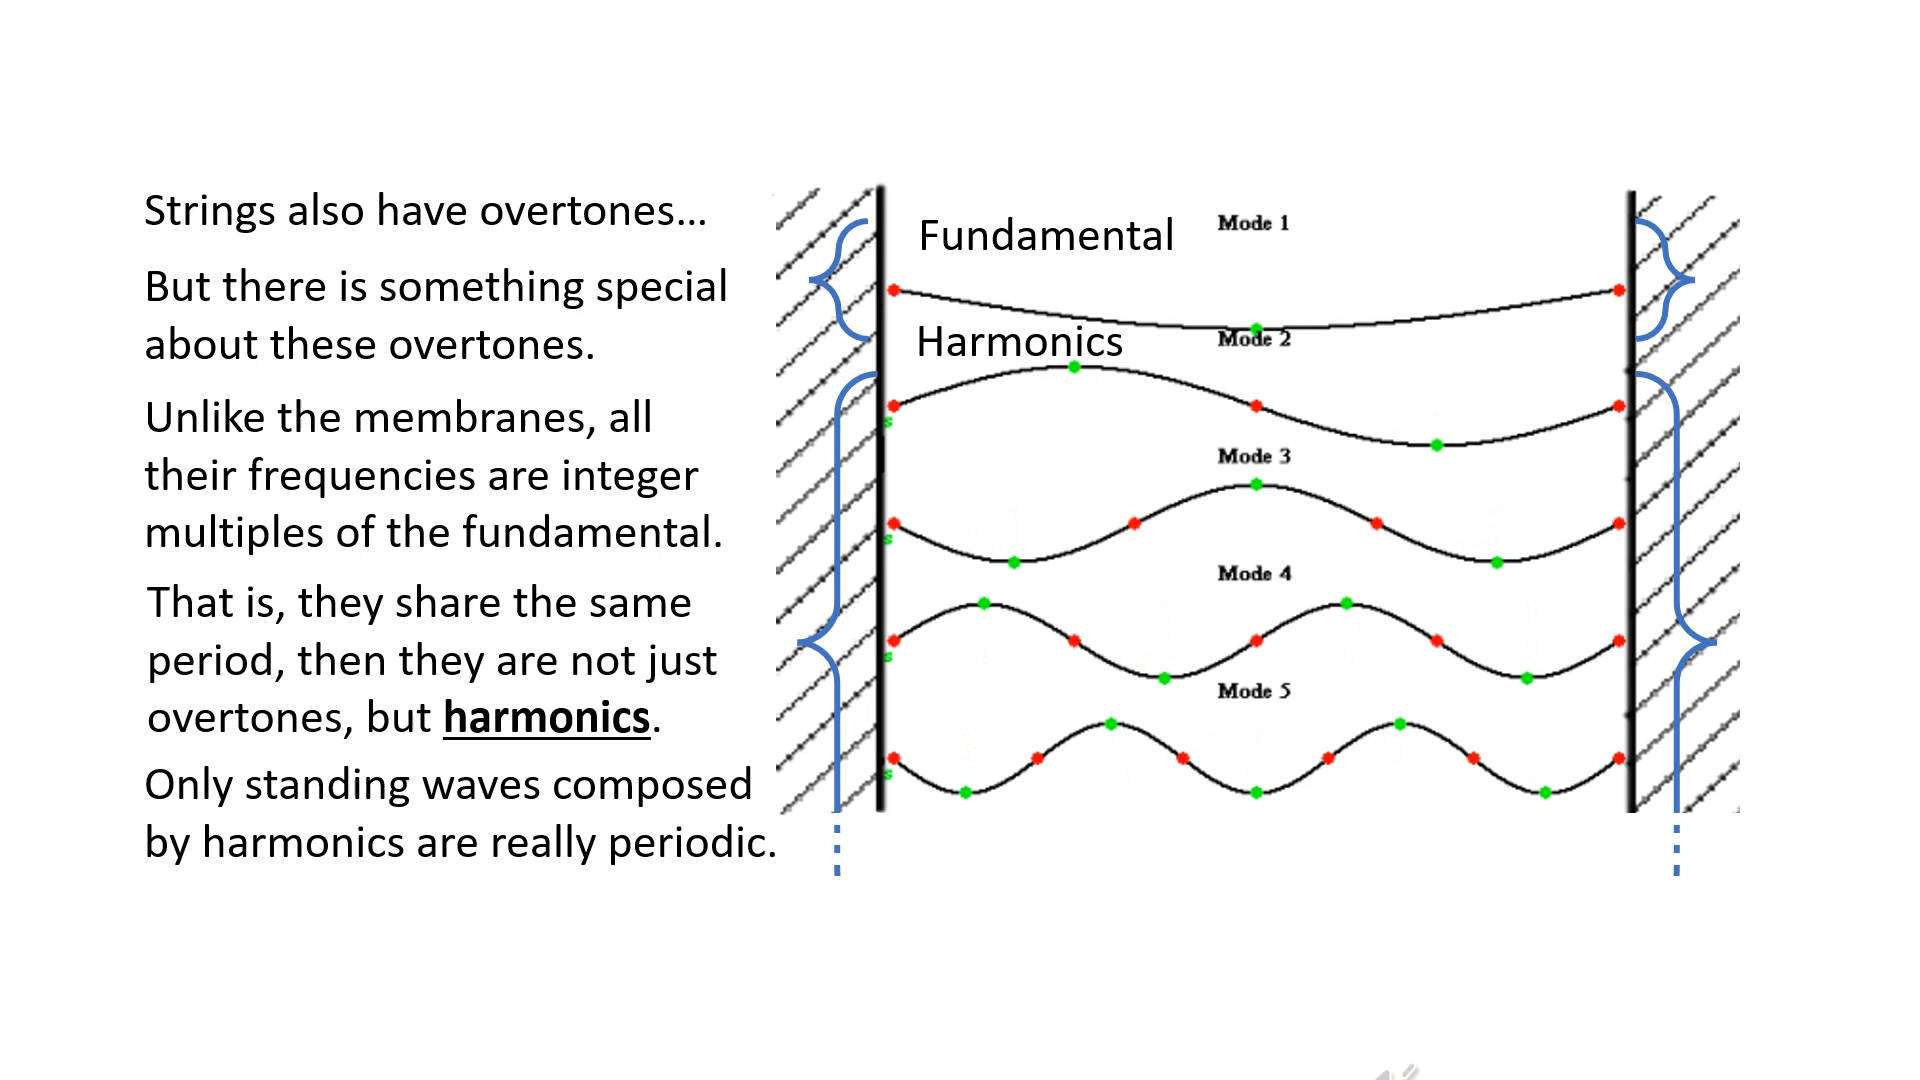 Strings also have overtones…
But there is something special
about these overtones.
Unlike the membranes, all
their frequencies are integer
multiples of the fundamental.
That is, they share the same
period, then they are not just
overtones, but harmonics.
Only standing waves composed
by harmonics are really periodic.
Fundamental
Mode 1
Harmonics
Mode 2
s
Mode 3
s
Mode 4
s
Mode 5
s